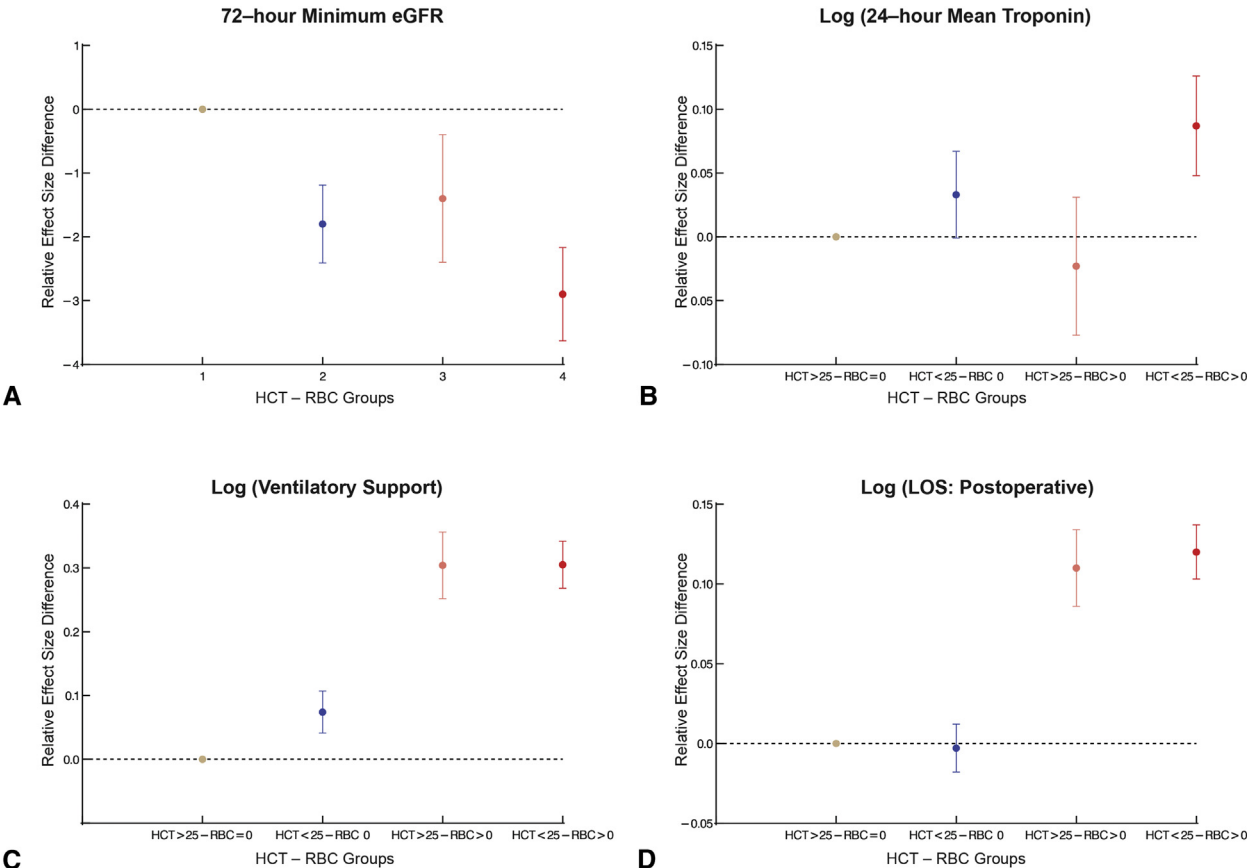 72–hour Minimum eGFR
1
0
−1
−2
−3
−4
Relative Effect Size Difference
1 2 3 4
HCT – RBC Groups
A
Log (24–hour Mean Troponin)
0.15
0.10
0.05
0.0
0.05
−0.10
Relative Effect Size Difference
HCT>25−RBC=0 HCT<25−RBC 0 HCT>25−RBC>0 HCT<25−RBC>0
HCT – RBC Groups
B
Log (Ventilatory Support)
0.4
0.3
0.2
0.1
0.0
Relative Effect Size Difference
HCT>25−RBC=0 HCT<25−RBC 0 HCT>25−RBC>0 HCT<25−RBC>0
HCT – RBC Groups
C
Log (LOS: Postoperative)
0.15
0.10
0.05
0.0
−0.05
Relative Effect Size Difference
HCT>25−RBC=0 HCT<25−RBC 0 HCT>25−RBC>0 HCT<25−RBC>0
HCT – RBC Groups
D